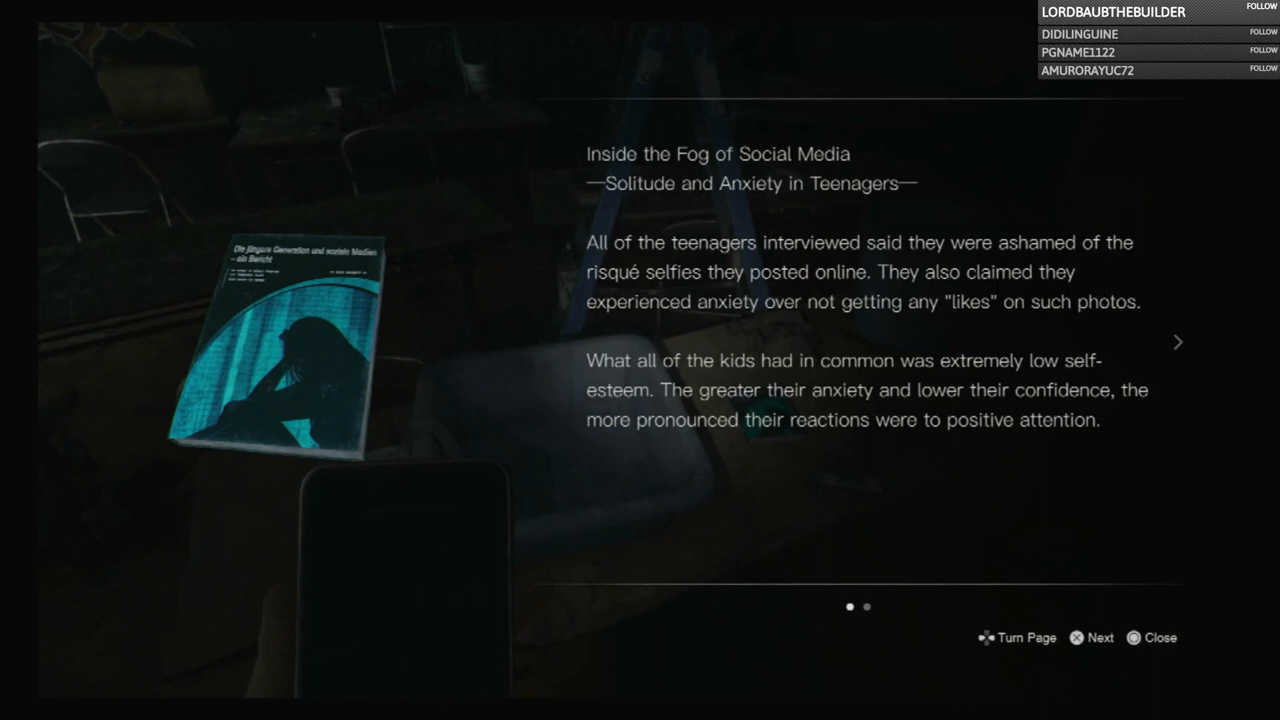 LORDBAUBTHEBUILDER FOLLOW
DIDILINGUINE FOLLOW
PGNAME1122 FOLLOW
AMURORAYUC72 FOLLOW
Inside the Fog of Social Media
—Solitude and Anxiety in Teenagers—
All of the teenagers interviewed said they were ashamed of the
risqué selfies they posted online. They also claimed they
experienced anxiety over not getting any "likes" on such photos.
What all of the kids had in common was extremely low self-
esteem. The greater their anxiety and lower their confidence, the
more pronounced their reactions were to positive attention.
Die jüngere Generation und soziale Medien
– ein Bericht
Turn Page Next Close